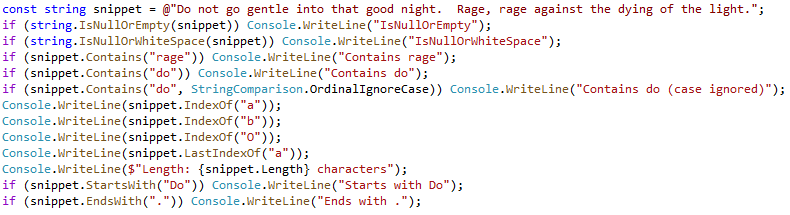 const string snippet = @"Do not go gentle into that good night.  Rage, rage against the dying of the light.";
if (string.IsNullOrEmpty(snippet)) Console.WriteLine("IsNullOrEmpty");
if (string.IsNullOrWhiteSpace(snippet)) Console.WriteLine("IsNullOrWhiteSpace");
if (snippet.Contains("rage")) Console.WriteLine("Contains rage");
if (snippet.Contains("do")) Console.WriteLine("Contains do");
if (snippet.Contains("do", StringComparison.OrdinalIgnoreCase)) Console.WriteLine("Contains do (case ignored)");
Console.WriteLine(snippet.IndexOf("a"));
Console.WriteLine(snippet.IndexOf("b"));
Console.WriteLine(snippet.IndexOf("O"));
Console.WriteLine(snippet.LastIndexOf("a"));
Console.WriteLine($"Length: {snippet.Length} characters");
if (snippet.StartsWith("Do")) Console.WriteLine("Starts with Do");
if (snippet.EndsWith(".")) Console.WriteLine("Ends with .");